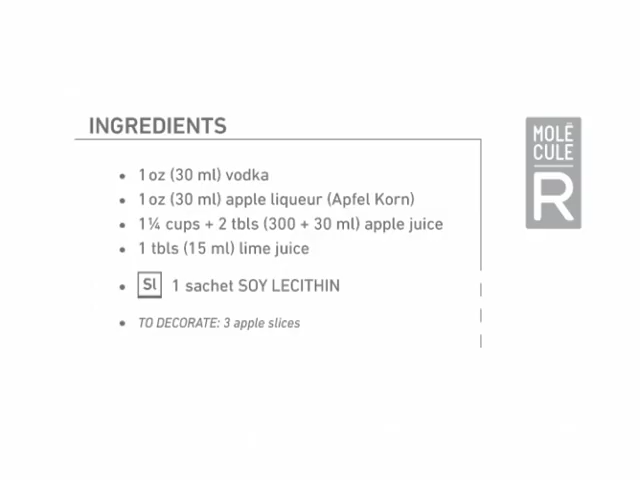 INGREDIENTS
MOLĒ
CULE
R
• 1 oz (30 ml) vodka
• 1 oz (30 ml) apple liqueur (Apfel Korn)
• 1¼ cups + 2 tbls (300 + 30 ml) apple juice
• 1 tbls (15 ml) lime juice
• Sl 1 sachet SOY LECITHIN
• TO DECORATE: 3 apple slices